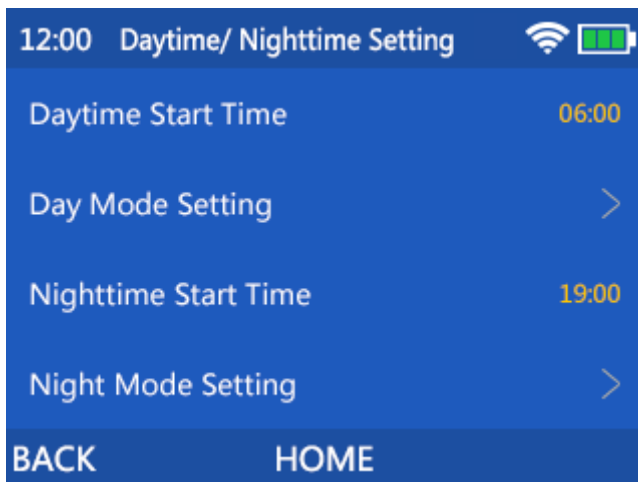 12:00 Daytime/ Nighttime Setting
Daytime Start Time 06:00
Day Mode Setting
Nighttime Start Time 19:00
Night Mode Setting
BACK HOME